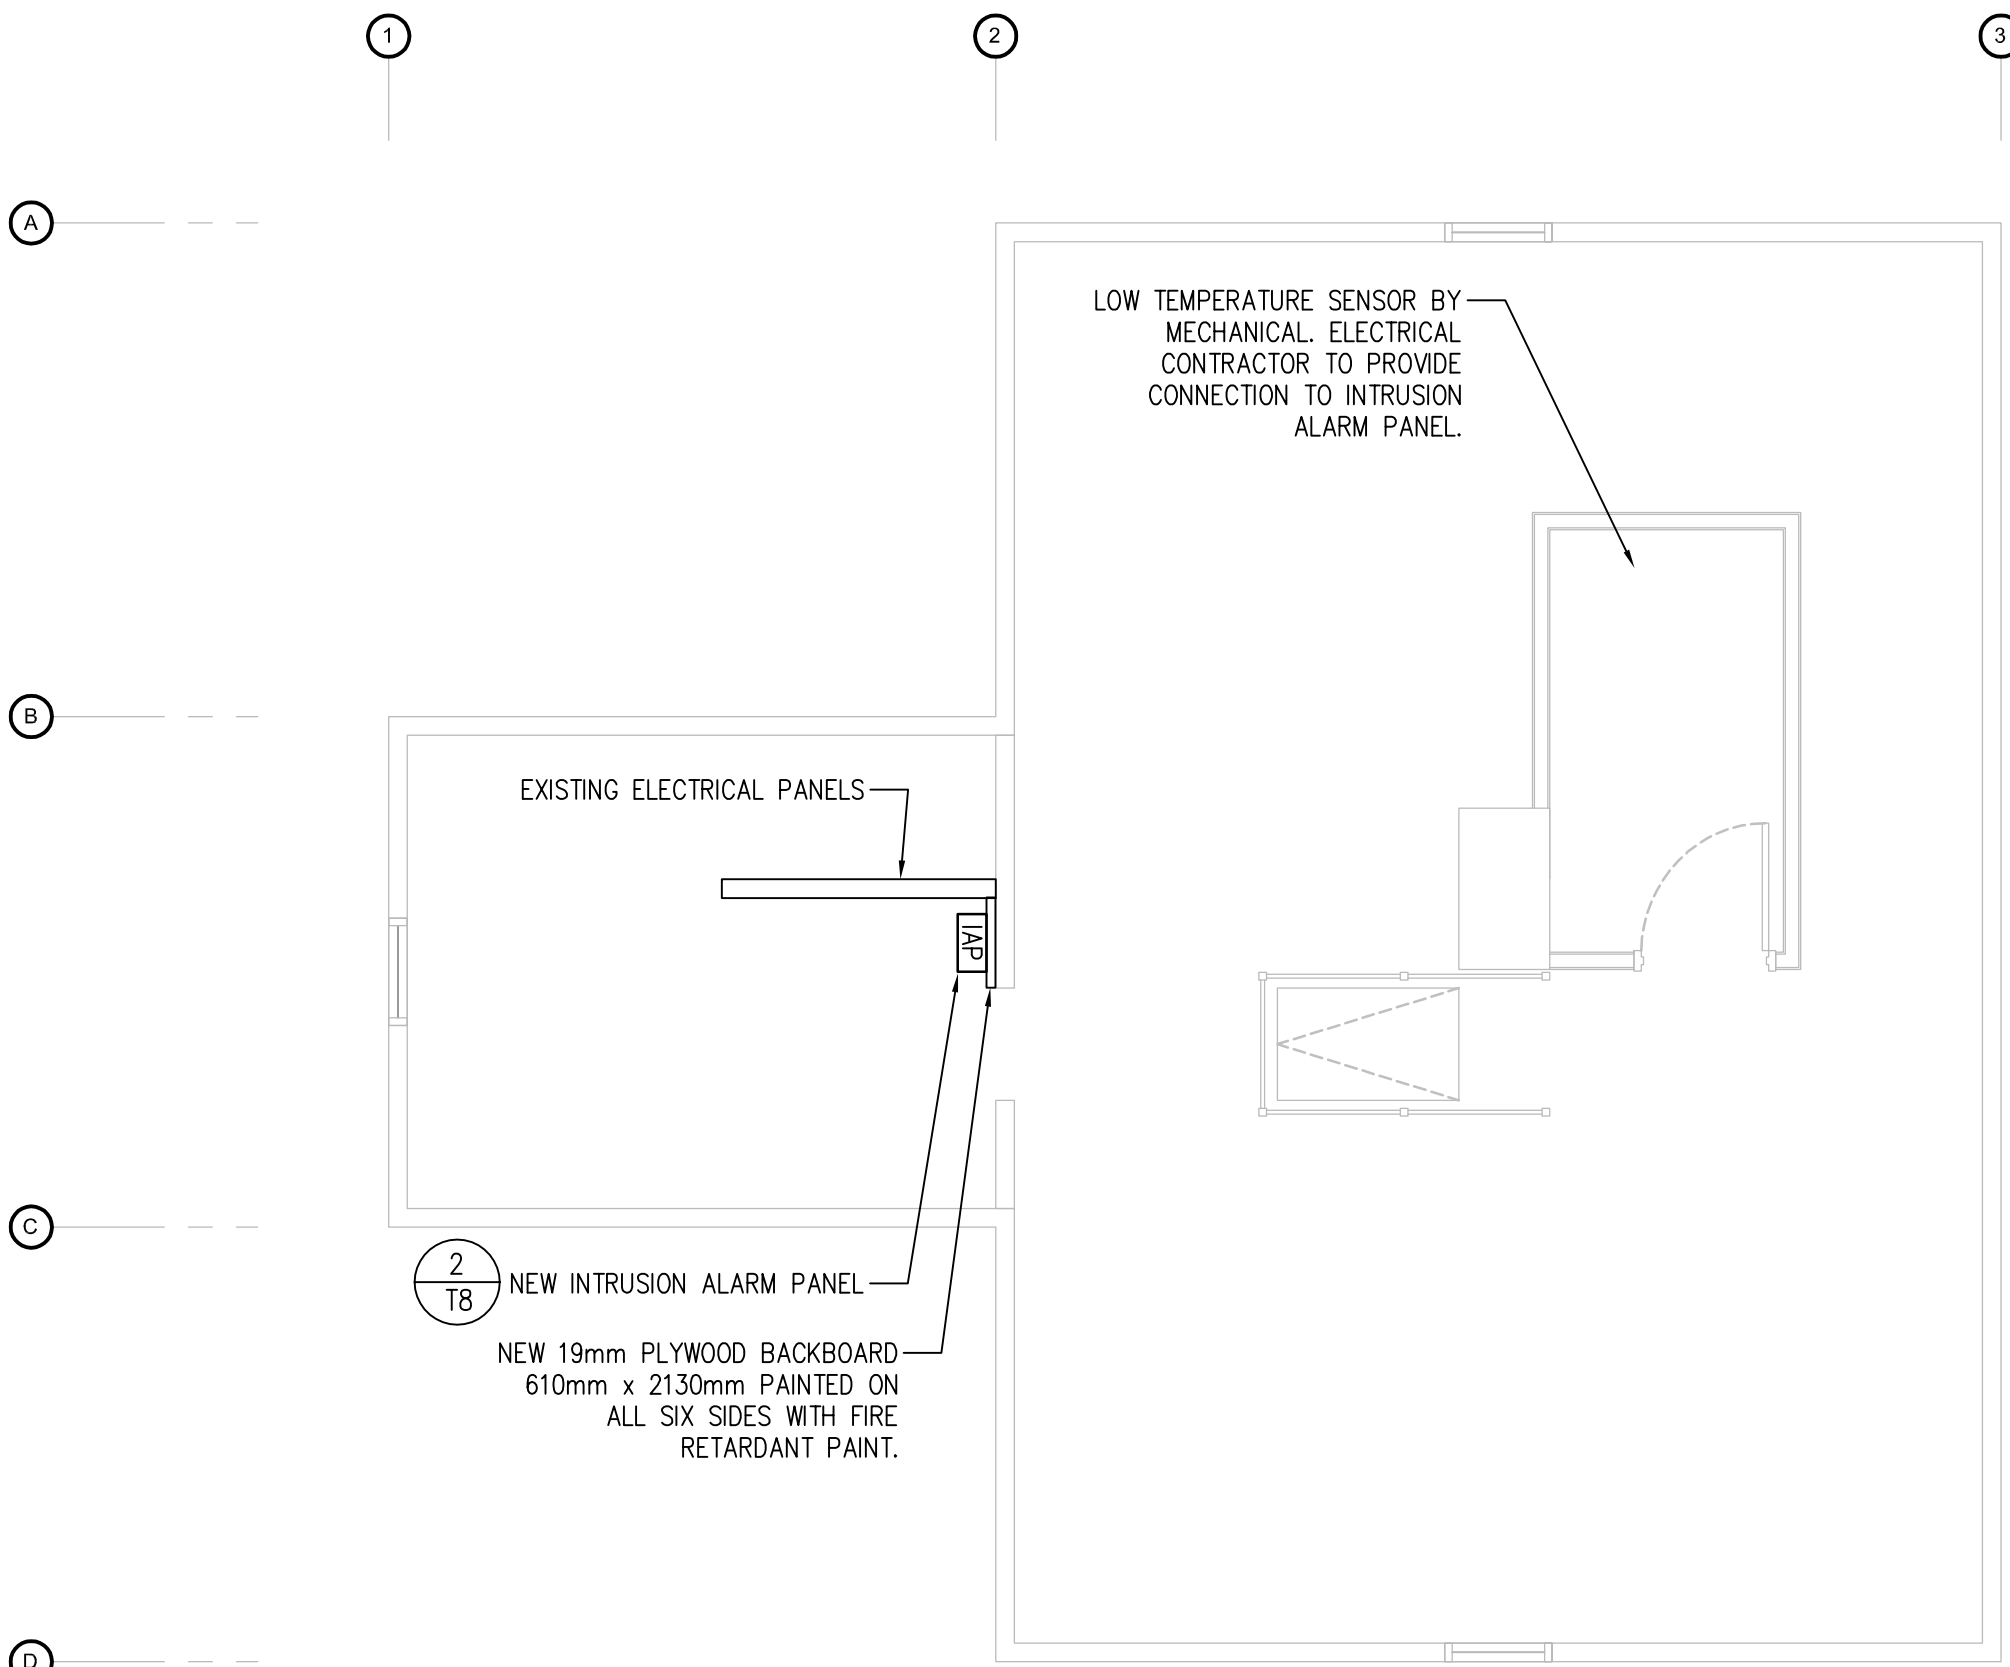 1
2
3
A
LOW TEMPERATURE SENSOR BY
MECHANICAL. ELECTRICAL
CONTRACTOR TO PROVIDE
CONNECTION TO INTRUSION
ALARM PANEL.
B
EXISTING ELECTRICAL PANELS
IAP
C
2
T8
NEW INTRUSION ALARM PANEL
NEW 19mm PLYWOOD BACKBOARD
610mm x 2130mm PAINTED ON
ALL SIX SIDES WITH FIRE
RETARDANT PAINT.
D